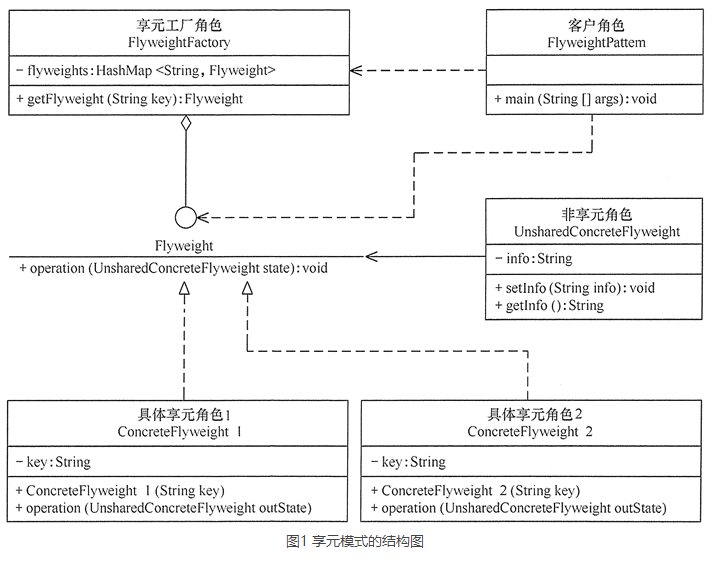 享元工厂角色
FlyweightFactory
- flyweights:HashMap <String, Flyweight>
+ getFlyweight (String key):Flyweight
客户角色
FlyweightPattem
+ main (String [] args):void
Flyweight
+ operation (UnsharedConcreteFlyweight state):void
非享元角色
UnsharedConcreteFlyweight
- info:String
+ setInfo (String info):void
+ getInfo ():String
具体享元角色1
ConcreteFlyweight 1
- key:String
+ ConcreteFlyweight 1 (String key)
+ operation (UnsharedConcreteFlyweight outState)
具体享元角色2
ConcreteFlyweight 2
- key:String
+ ConcreteFlyweight 2 (String key)
+ operation (UnsharedConcreteFlyweight outState)
图1 享元模式的结构图